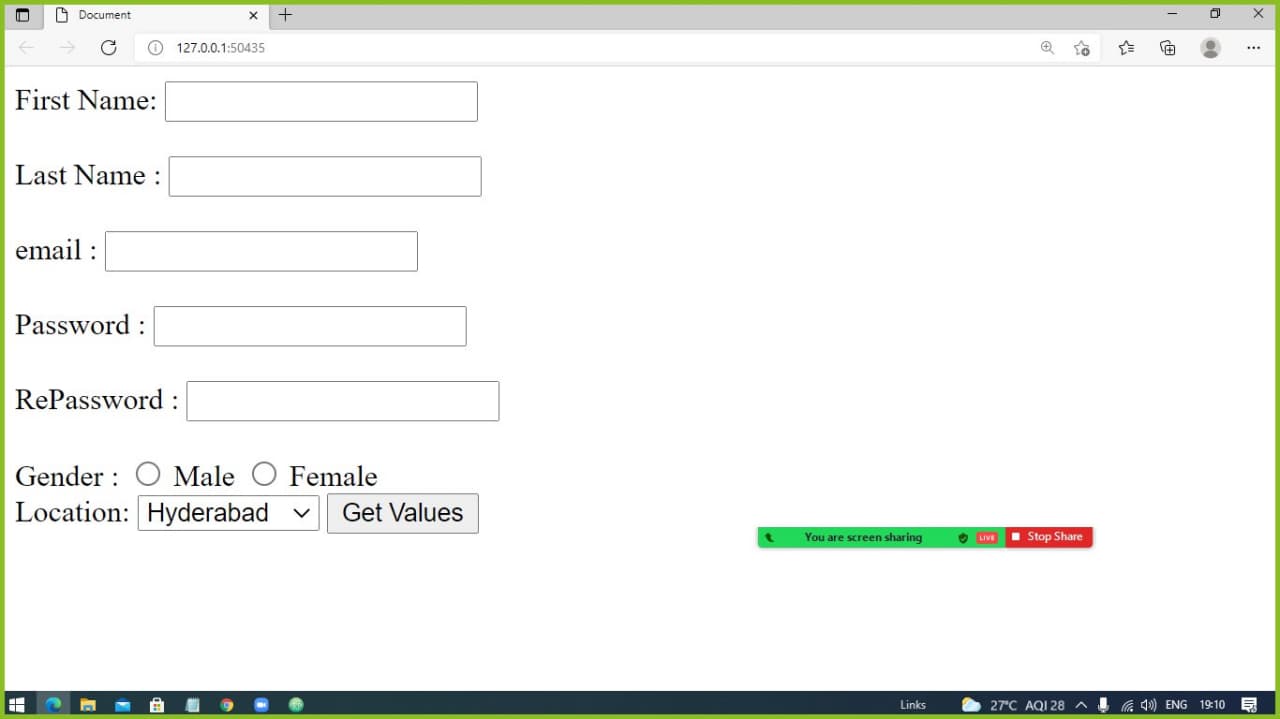 Document
127.0.0.1:50435
First Name:
Last Name :
email :
Password :
RePassword :
Gender : Male Female
Location: Hyderabad Get Values
You are screen sharing LIVE Stop Share
Links 27°C AQI 28 ENG 19:10